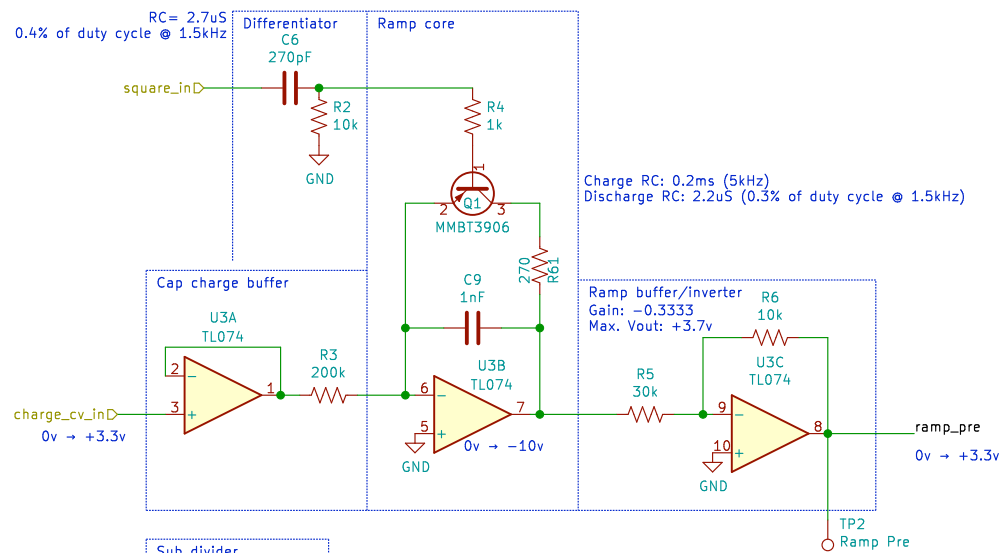 RC= 2.7uS
0.4% of duty cycle @ 1.5kHz
Differentiator
Ramp core
C6
270pF
square_in
R2
10k
GND
R4
1k
1
2
Q1
3
MMBT3906
Charge RC: 0.2ms (5kHz)
Discharge RC: 2.2uS (0.3% of duty cycle @ 1.5kHz)
270
R61
C9
1nF
Cap charge buffer
U3A
TL074
2
3
1
−
+
R3
200k
charge_cv_in
0v → +3.3v
U3B
TL074
6
5
7
−
+
GND
0v → −10v
Ramp buffer/inverter
Gain: −0.3333
Max. Vout: +3.7v
R6
10k
U3C
TL074
R5
30k
9
10
8
−
+
GND
ramp_pre
0v → +3.3v
TP2
Ramp Pre
Sub divider